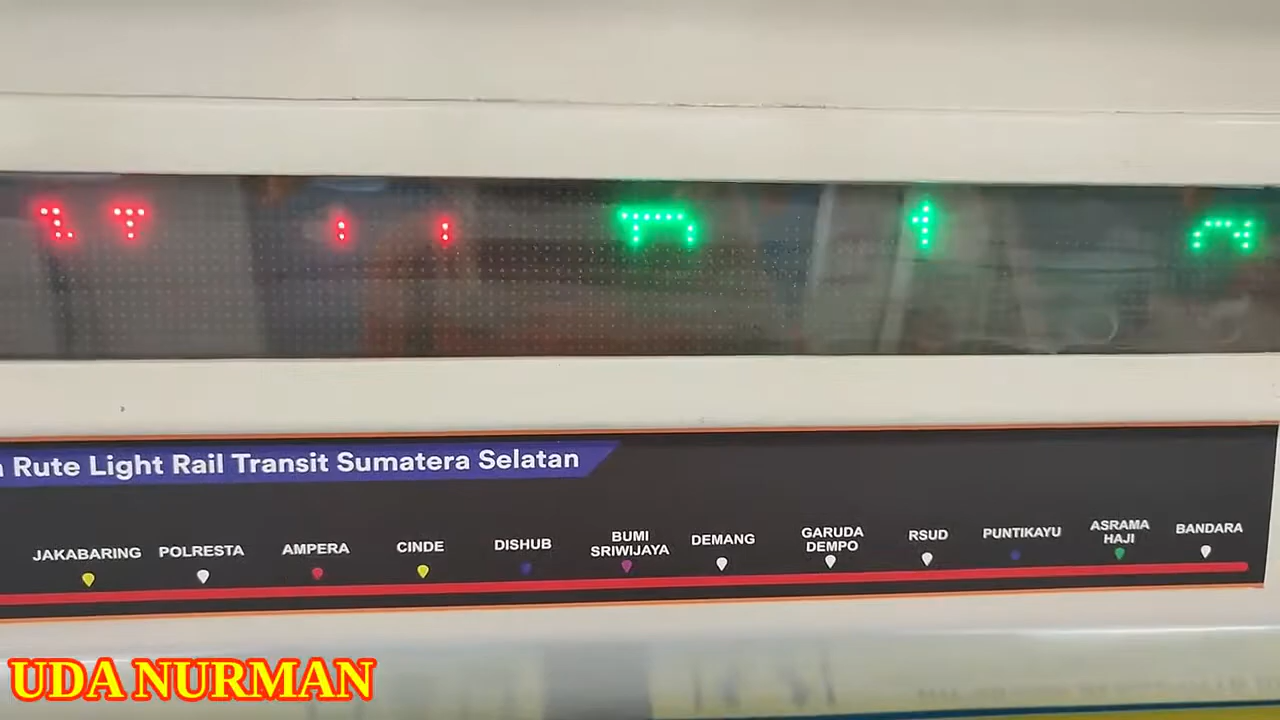 Rute Light Rail Transit Sumatera Selatan
JAKABARING
POLRESTA
AMPERA
CINDE
DISHUB
BUMI
SRIWIJAYA
DEMANG
GARUDA
DEMPO
RSUD
PUNTIKAYU
ASRAMA
HAJI
BANDARA
UDA NURMAN